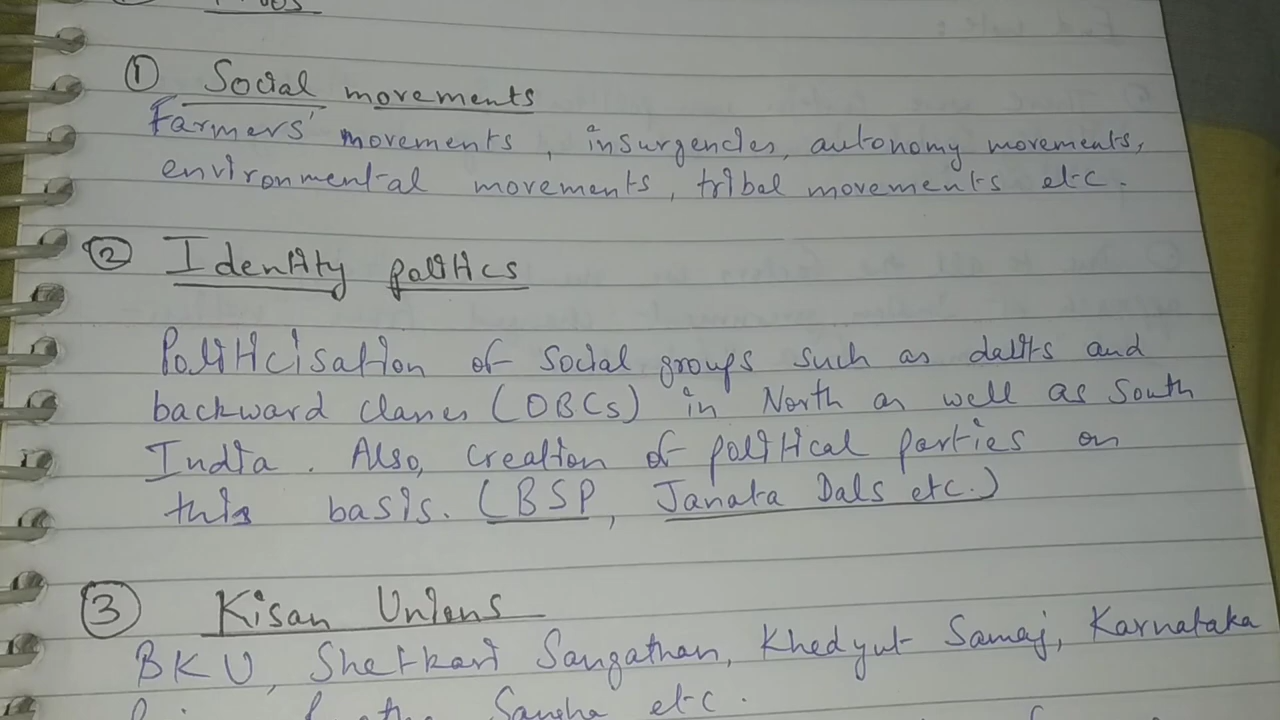 ① Social movements
Farmers' movements, insurgencies, autonomy movements,
environmental movements, tribal movements etc.
② Identity politics
Politicisation of social groups such as dalits and
backward classes (OBCs) in North as well as South
India. Also, creation of political parties on
this basis. (BSP, Janata Dals etc.)
③ Kisan Unions
BKU, Shetkari Sangathan, Khedyut Samaj, Karnataka
Sangha etc.